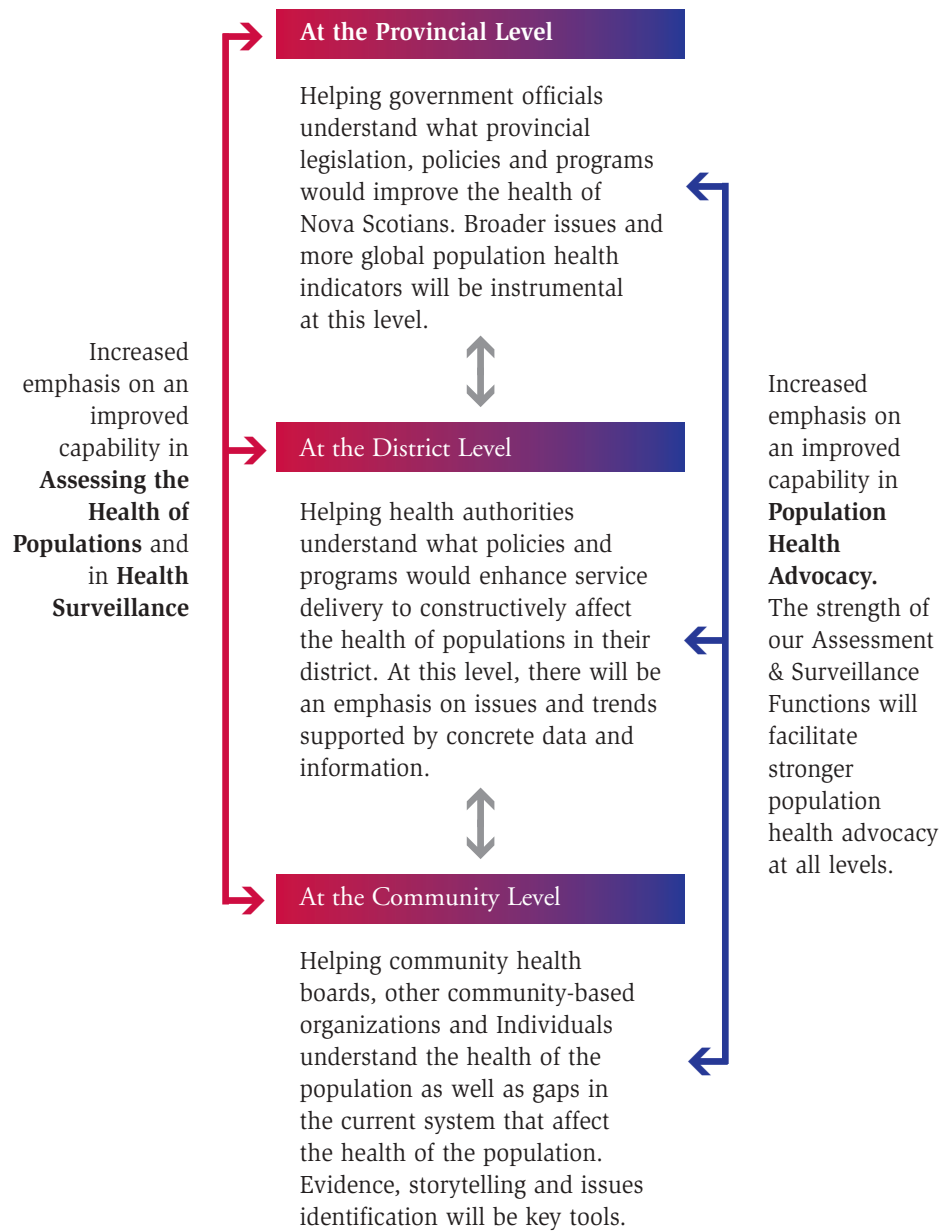 At the Provincial Level
Helping government officials
understand what provincial
legislation, policies and programs
would improve the health of
Nova Scotians. Broader issues and
more global population health
indicators will be instrumental
at this level.
Increased
emphasis on an
improved
capability in
Assessing the
Health of
Populations and
in Health
Surveillance
At the District Level
Helping health authorities
understand what policies and
programs would enhance service
delivery to constructively affect
the health of populations in their
district. At this level, there will be
an emphasis on issues and trends
supported by concrete data and
information.
Increased
emphasis on
an improved
capability in
Population
Health
Advocacy.
The strength of
our Assessment
& Surveillance
Functions will
facilitate
stronger
population
health advocacy
at all levels.
At the Community Level
Helping community health
boards, other community-based
organizations and Individuals
understand the health of the
population as well as gaps in
the current system that affect
the health of the population.
Evidence, storytelling and issues
identification will be key tools.